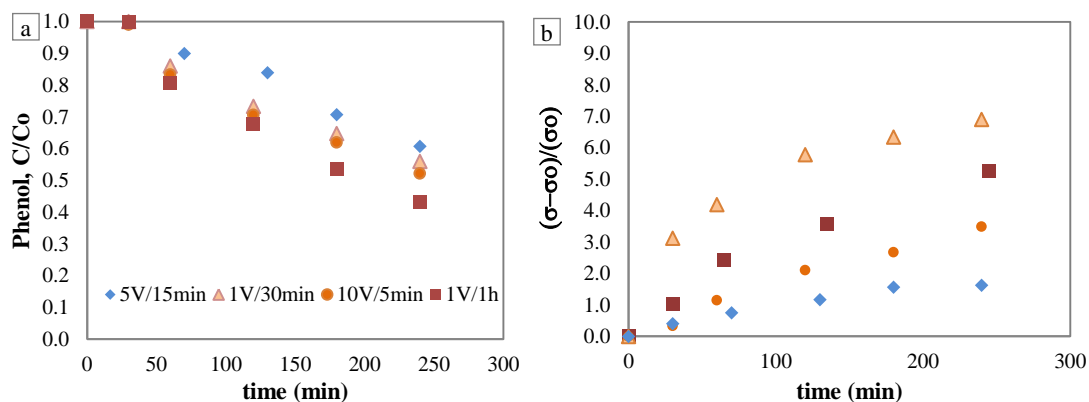 a
Phenol, C/Co
1.0
0.9
0.8
0.7
0.6
0.5
0.4
0.3
0.2
0.1
0.0
5V/15min 1V/30min 10V/5min 1V/1h
0 50 100 150 200 250 300
time (min)
b
(σ−σo)/(σo)
10.0
9.0
8.0
7.0
6.0
5.0
4.0
3.0
2.0
1.0
0.0
0 100 200 300
time (min)